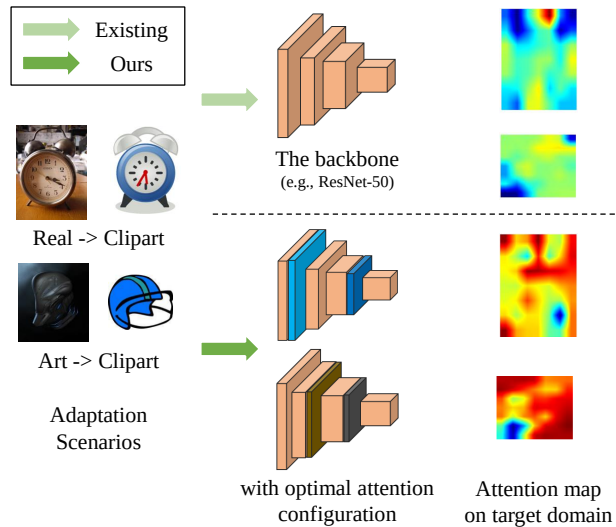 Existing
Ours
The backbone
(e.g., ResNet-50)
Real -> Clipart
Art -> Clipart
Adaptation
Scenarios
with optimal attention
configuration
Attention map
on target domain